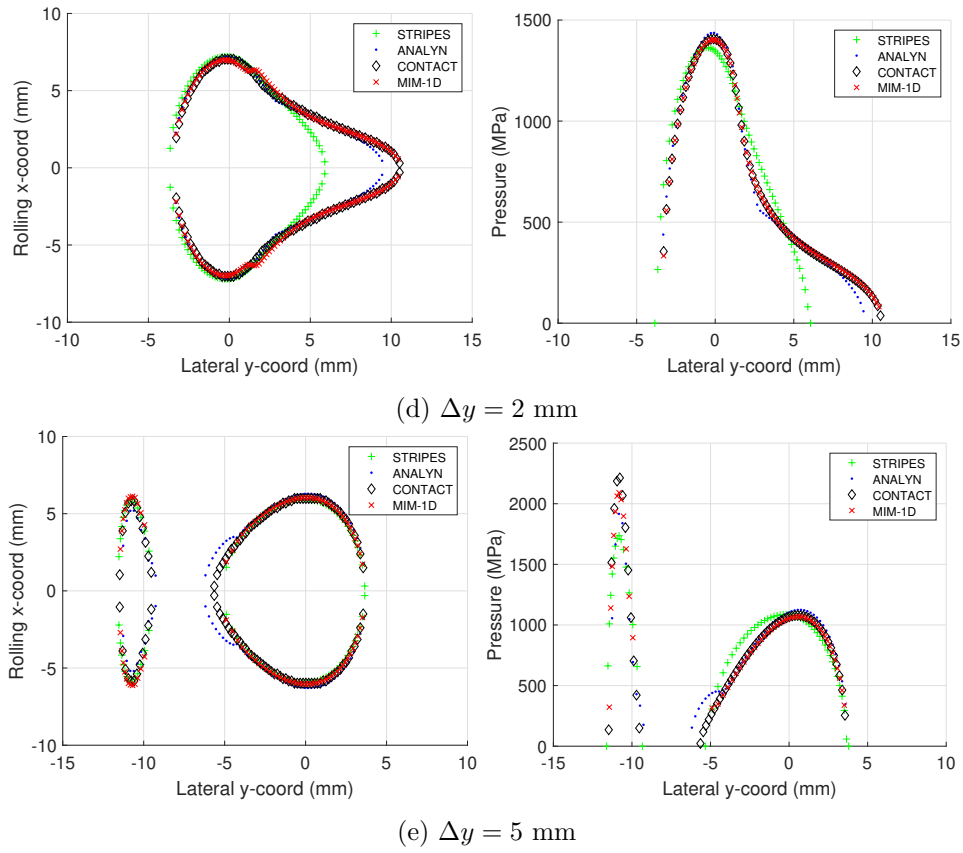 10
5
0
-5
-10
Rolling x-coord (mm)
-10 -5 0 5 10 15
Lateral y-coord (mm)
STRIPES
ANALYN
CONTACT
MIM-1D
1500
1000
500
0
Pressure (MPa)
-10 -5 0 5 10 15
Lateral y-coord (mm)
STRIPES
ANALYN
CONTACT
MIM-1D
(d) Δy = 2 mm
10
5
0
-5
-10
Rolling x-coord (mm)
-15 -10 -5 0 5 10
Lateral y-coord (mm)
STRIPES
ANALYN
CONTACT
MIM-1D
2500
2000
1500
1000
500
0
Pressure (MPa)
-15 -10 -5 0 5 10
Lateral y-coord (mm)
STRIPES
ANALYN
CONTACT
MIM-1D
(e) Δy = 5 mm